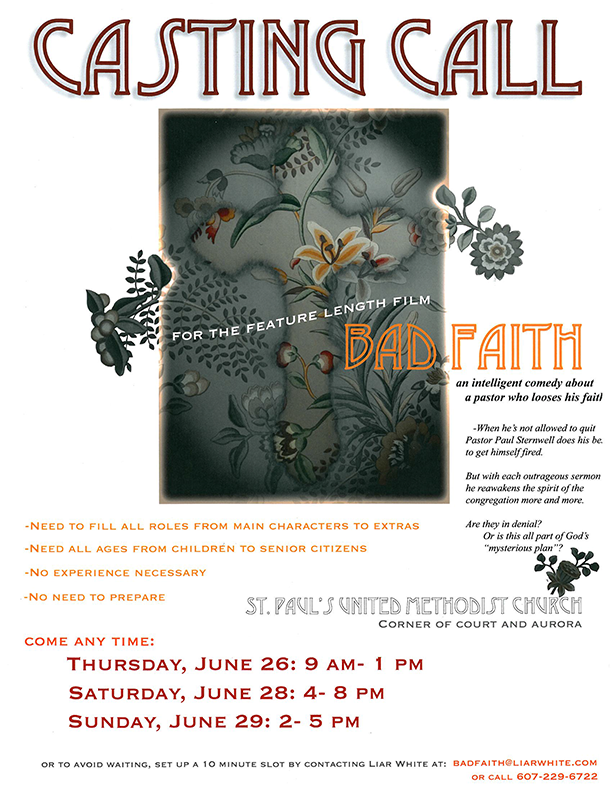 CASTING CALL
FOR THE FEATURE LENGTH FILM
BAD FAITH
an intelligent comedy about
a pastor who looses his fait
-When he's not allowed to quit
Pastor Paul Sternwell does his be
to get himself fired.
But with each outrageous sermon
he reawakens the spirit of the
congregation more and more.
Are they in denial?
Or is this all part of God's
"mysterious plan"?
-Need to fill all roles from main characters to extras
-Need all ages from children to senior citizens
-No experience necessary
-No need to prepare
ST. PAUL'S UNITED METHODIST CHURCH
Corner of court and aurora
COME ANY TIME:
Thursday, June 26: 9 am- 1 pm
Saturday, June 28: 4- 8 pm
Sunday, June 29: 2- 5 pm
or to avoid waiting, set up a 10 minute slot by contacting Liar White at: badfaith@liarwhite.com
or call 607-229-6722